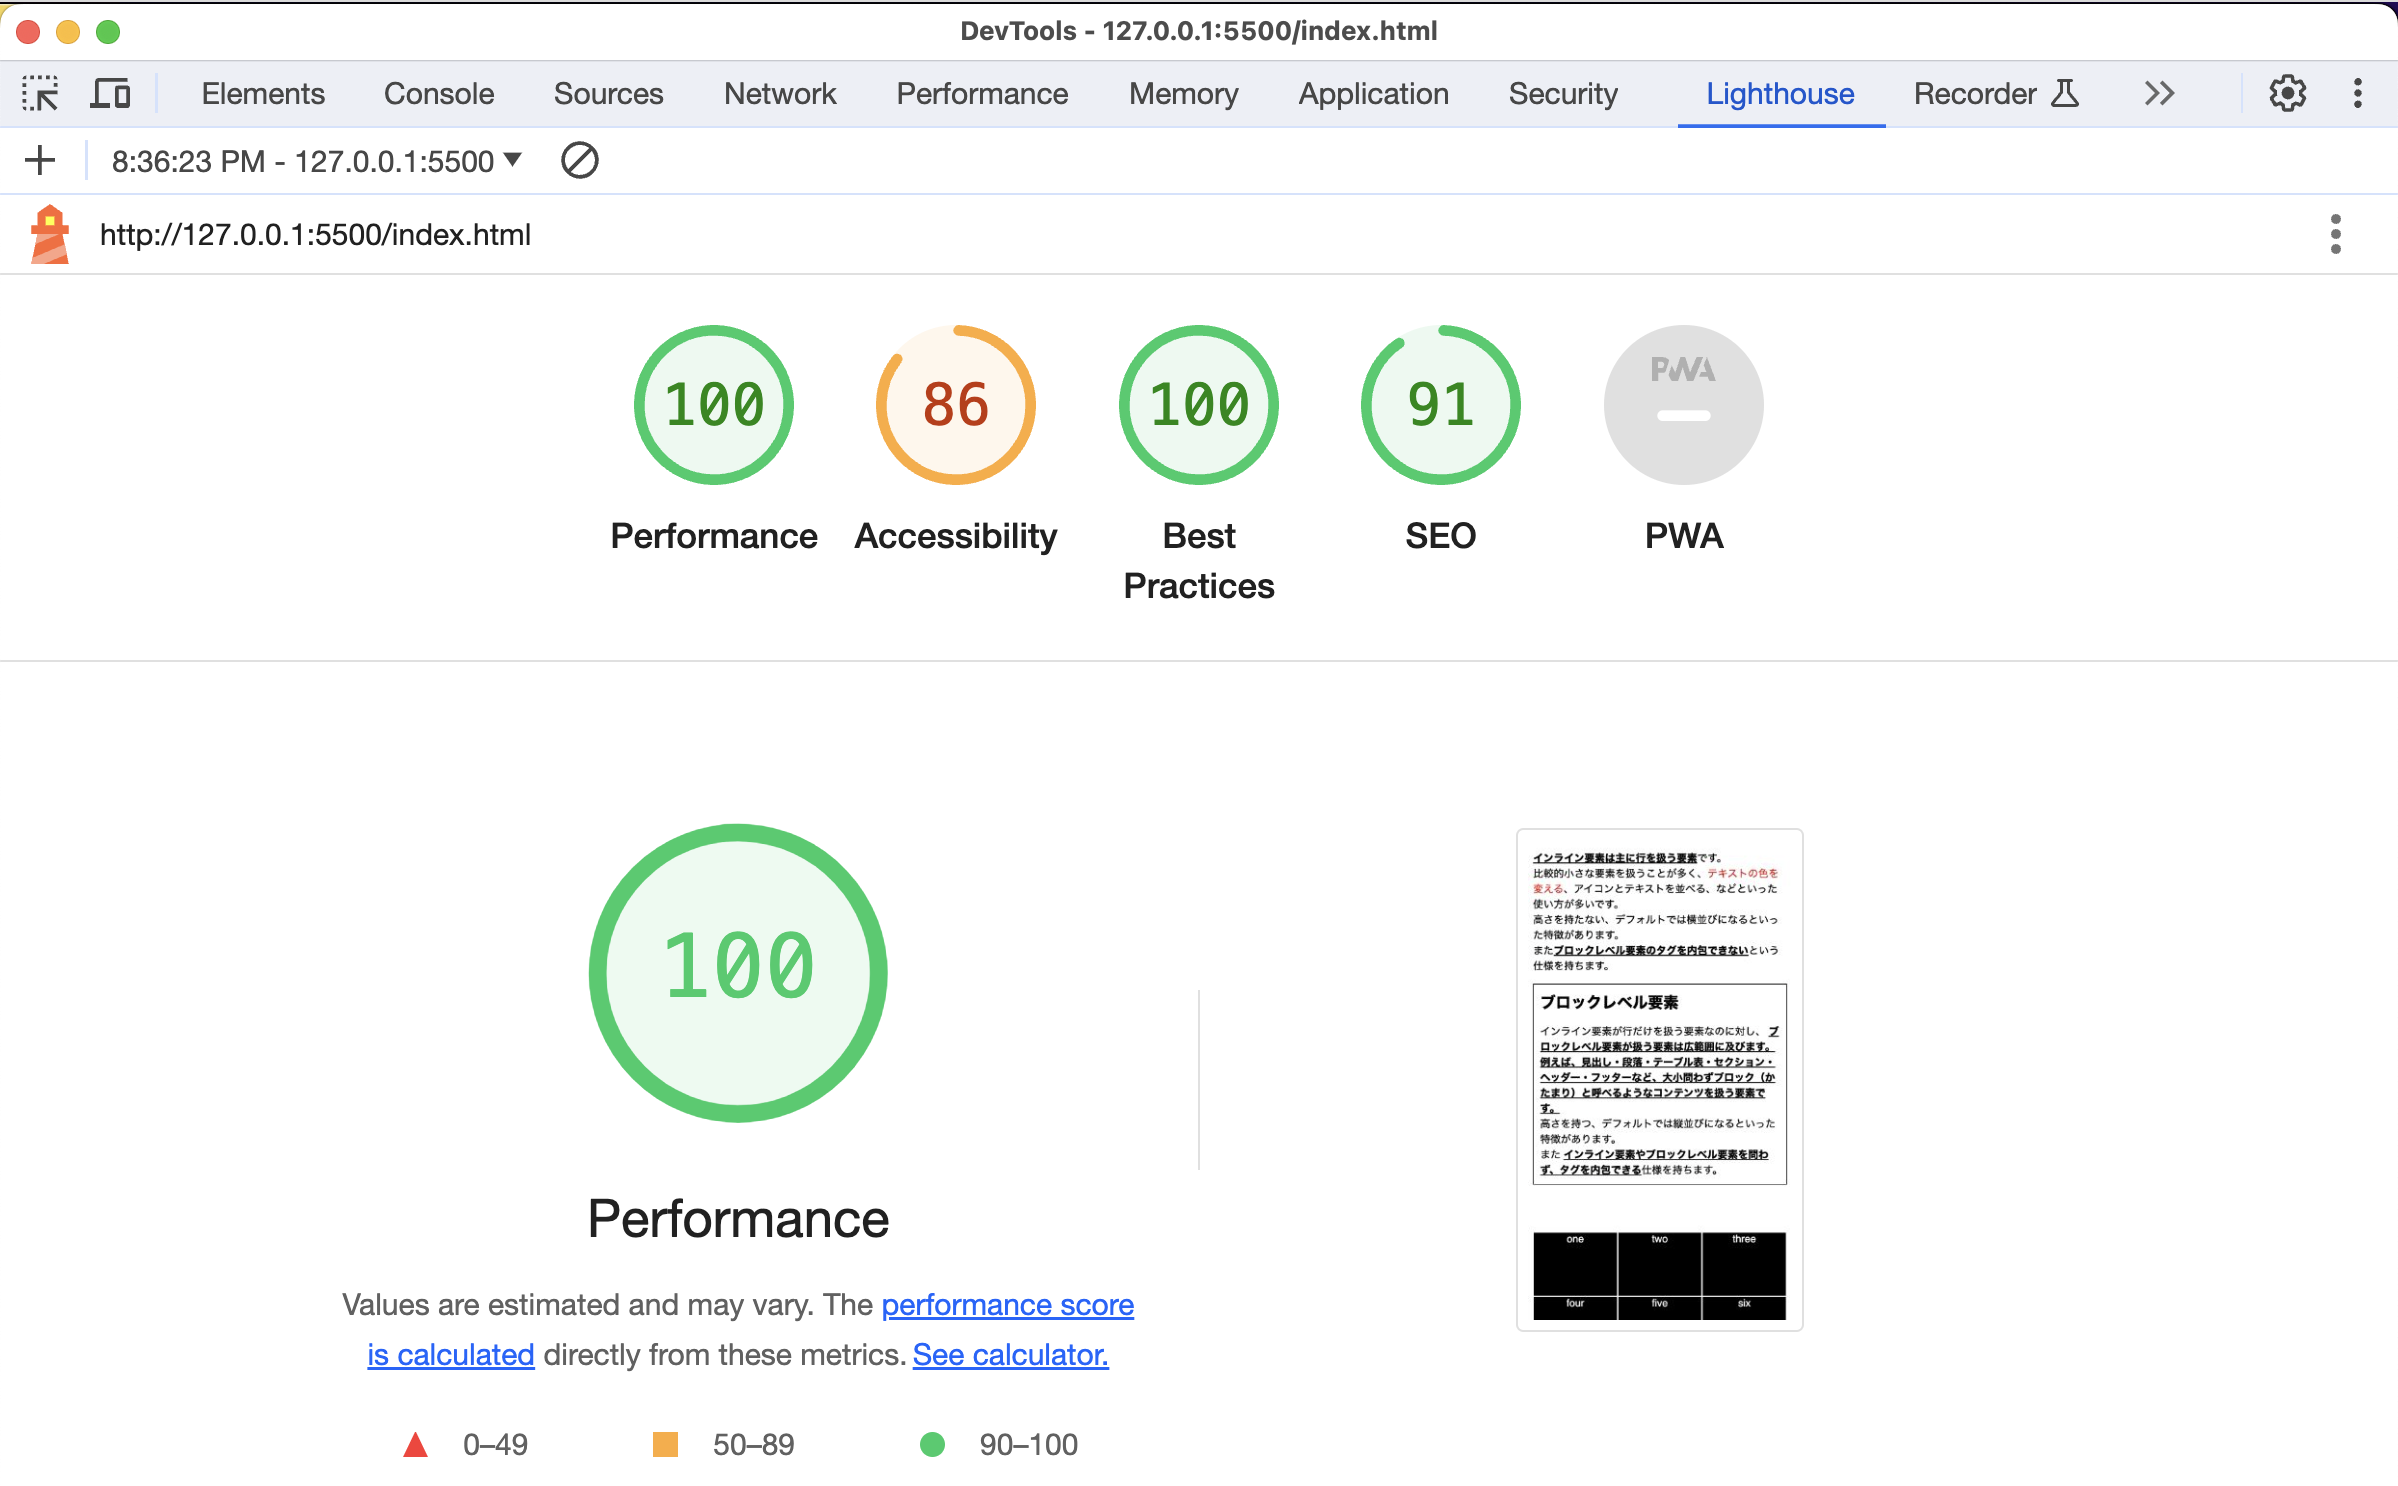 DevTools - 127.0.0.1:5500/index.html
Elements Console Sources Network Performance Memory Application Security Lighthouse Recorder
8:36:23 PM - 127.0.0.1:5500
http://127.0.0.1:5500/index.html
100 86 100 91 PWA
Performance Accessibility Best Practices SEO PWA
100
Performance
Values are estimated and may vary. The performance score
is calculated directly from these metrics. See calculator.
0–49 50–89 90–100
インライン要素は主に行を扱う要素です。
比較的小さな要素を扱うことが多く、テキストの色を
変える、アイコンとテキストを並べる、などといった
使い方が多いです。
高さを持たない、デフォルトでは横並びになるといっ
た特徴があります。
またブロックレベル要素のタグを内包できないという
仕様を持ちます。
ブロックレベル要素
インライン要素が行だけを扱う要素なのに対し、ブ
ロックレベル要素が扱う要素は広範囲に及びます。
例えば、見出し・段落・テーブル表・セクション・
ヘッダー・フッターなど、大小問わずブロック（か
たまり）と呼べるようなコンテンツを扱う要素で
す。
高さを持つ、デフォルトでは縦並びになるといった
特徴があります。
また インライン要素やブロックレベル要素を問わ
ず、タグを内包できる仕様を持ちます。
one two three
four five six